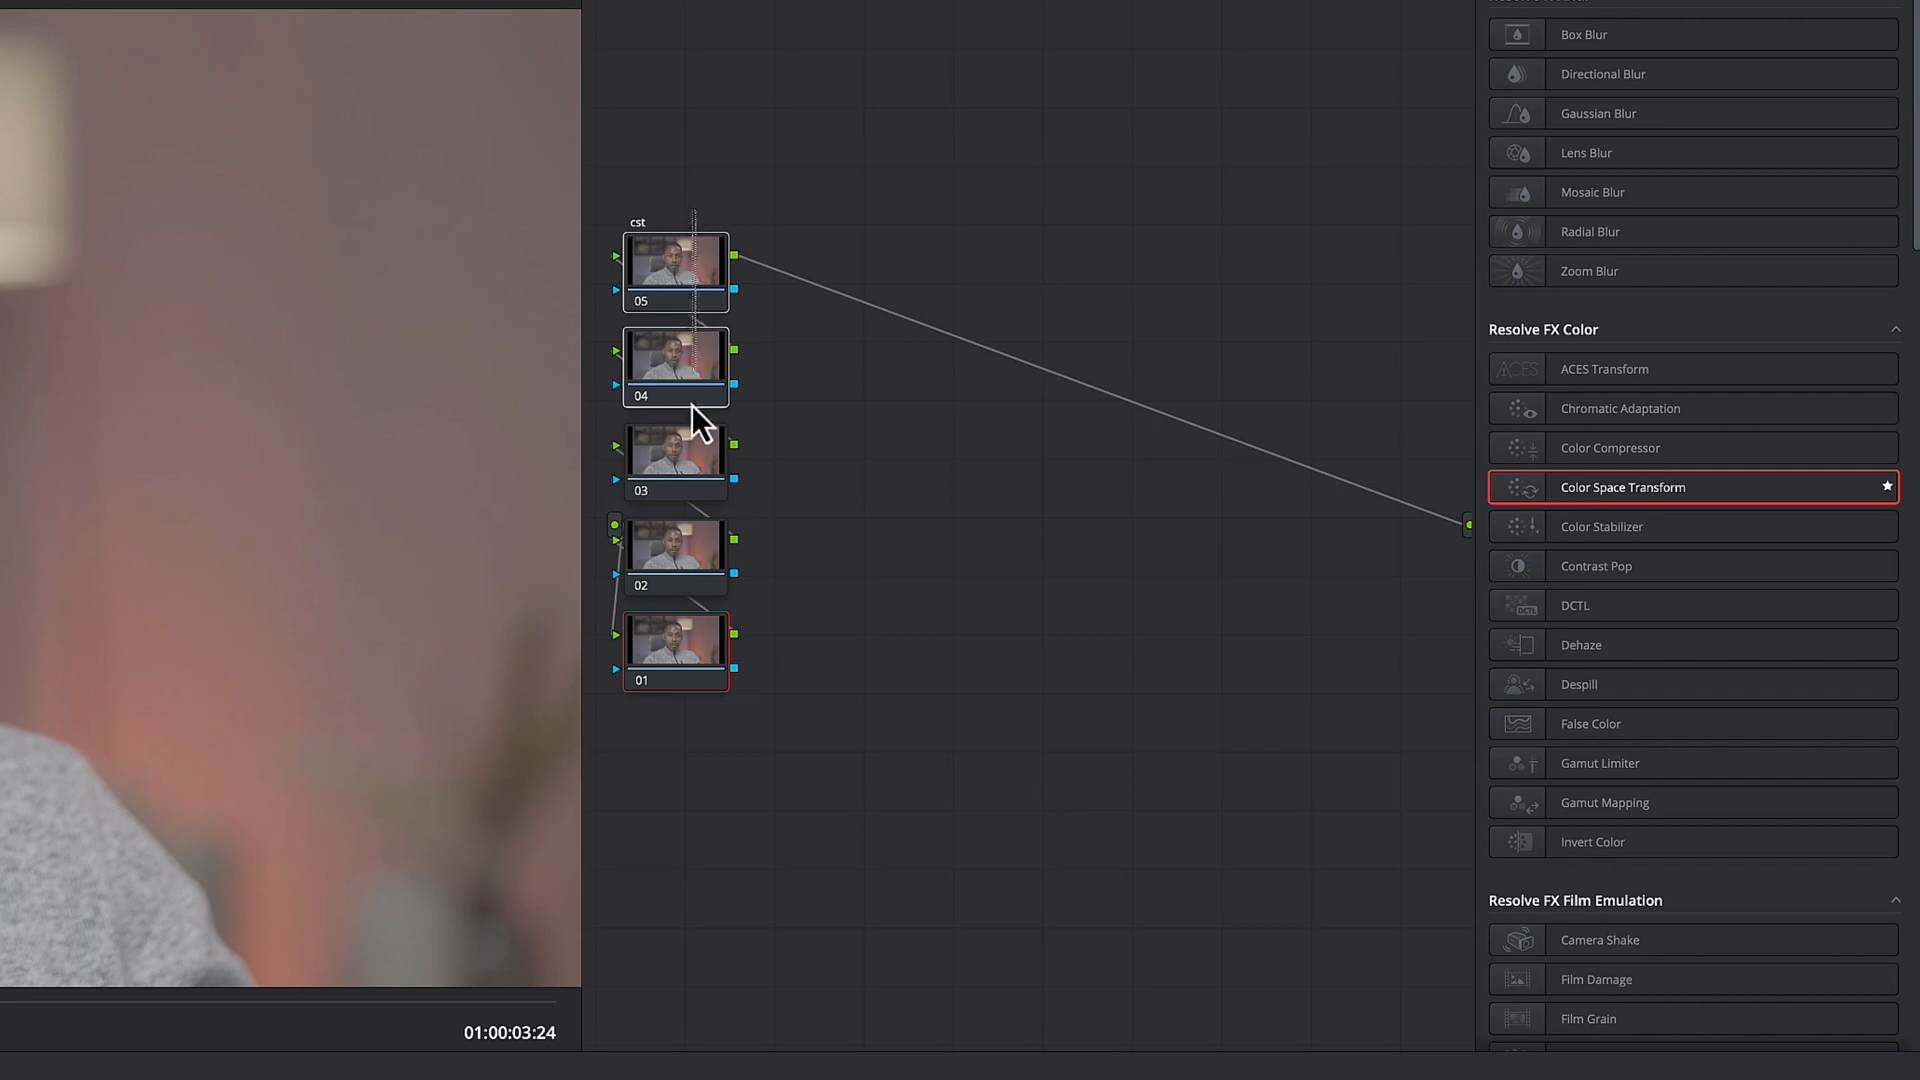 cst
05
04
03
02
01
01:00:03:24
Box Blur
Directional Blur
Gaussian Blur
Lens Blur
Mosaic Blur
Radial Blur
Zoom Blur
Resolve FX Color
ACES
ACES Transform
Chromatic Adaptation
Color Compressor
Color Space Transform
Color Stabilizer
Contrast Pop
DCTL
DCTL
Dehaze
Despill
False Color
Gamut Limiter
Gamut Mapping
Invert Color
Resolve FX Film Emulation
Camera Shake
Film Damage
Film Grain